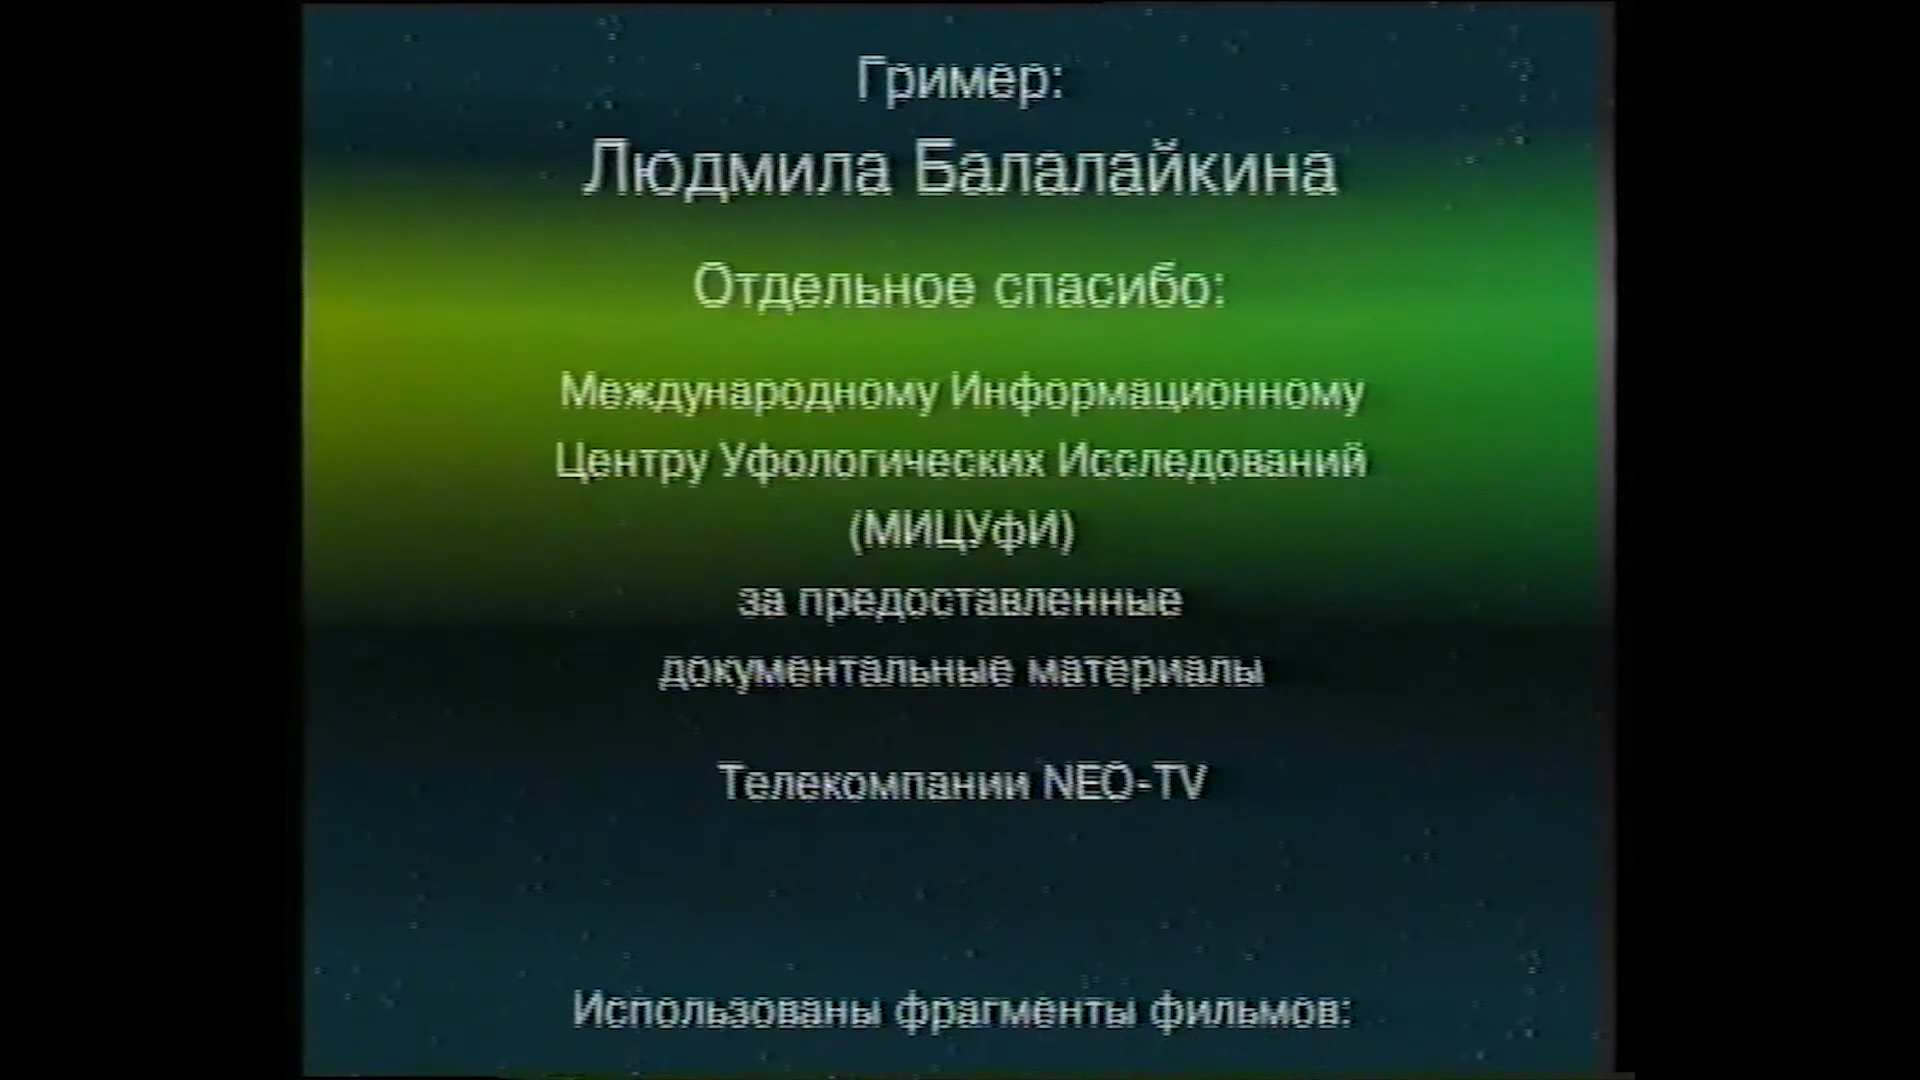 Гример:
Людмила Балалайкина
Отдельное спасибо:
Международному Информационному
Центру Уфологических Исследований
(МИЦУфИ)
за предоставленные
документальные материалы
Телекомпании NEO-TV
Использованы фрагменты фильмов: